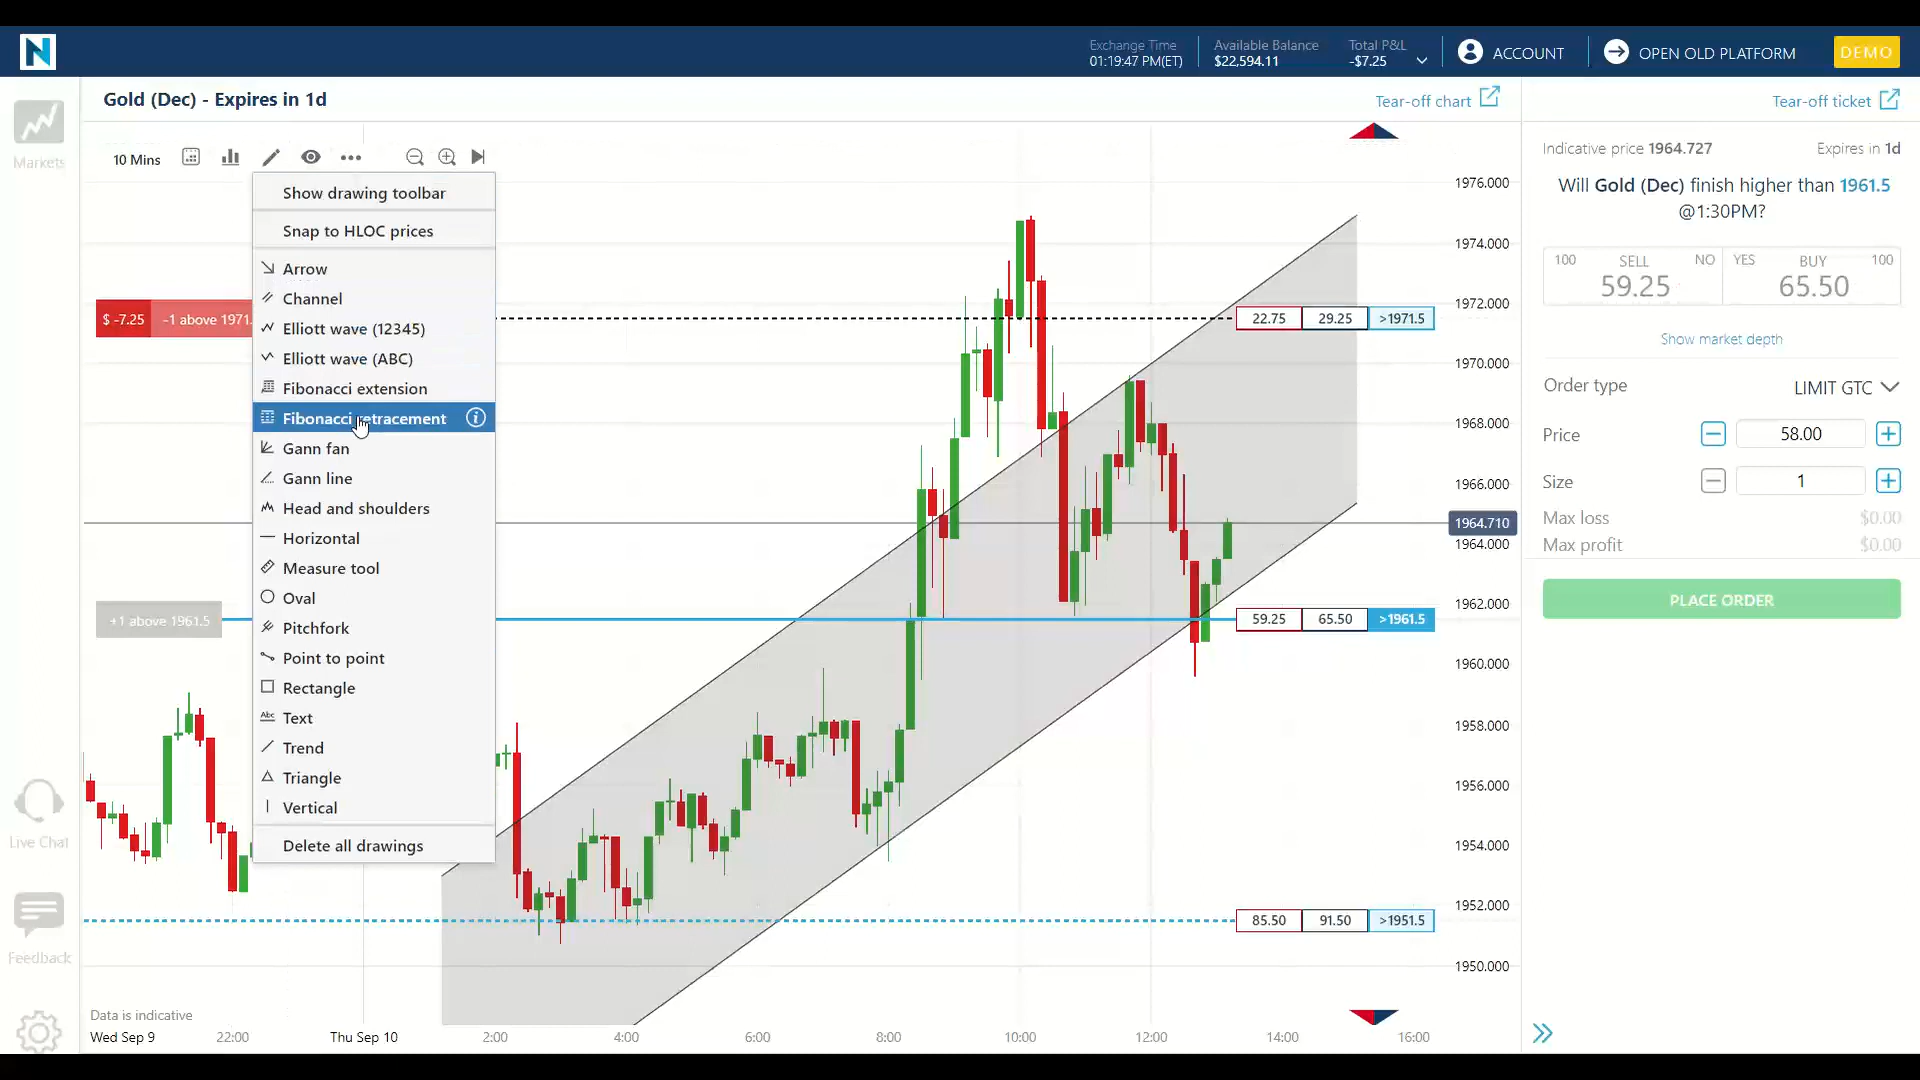 N
Exchange Time
01:19:47 PM(ET)
Available Balance
$22,594.11
Total P&L
-$7.25
ACCOUNT
OPEN OLD PLATFORM
DEMO
Markets
Gold (Dec) - Expires in 1d
Tear-off chart
Tear-off ticket
10 Mins
Show drawing toolbar
Snap to HLOC prices
Arrow
Channel
Elliott wave (12345)
Elliott wave (ABC)
Fibonacci extension
Fibonacci retracement
Gann fan
Gann line
Head and shoulders
Horizontal
Measure tool
Oval
Pitchfork
Point to point
Rectangle
Abc Text
Trend
Triangle
Vertical
Delete all drawings
$ -7.25 -1 above 1971.
+1 above 1961.5
22.75 29.25 >1971.5
59.25 65.50 >1961.5
85.50 91.50 >1951.5
1976.000
1974.000
1972.000
1970.000
1968.000
1966.000
1964.710
1964.000
1962.000
1960.000
1958.000
1956.000
1954.000
1952.000
1950.000
Data is indicative
Wed Sep 9 22:00 Thu Sep 10 2:00 4:00 6:00 8:00 10:00 12:00 14:00 16:00
Live Chat
Feedback
Indicative price 1964.727
Expires in 1d
Will Gold (Dec) finish higher than 1961.5
@1:30PM?
100 SELL NO YES BUY 100
59.25 65.50
Show market depth
Order type LIMIT GTC
Price 58.00
Size 1
Max loss $0.00
Max profit $0.00
PLACE ORDER